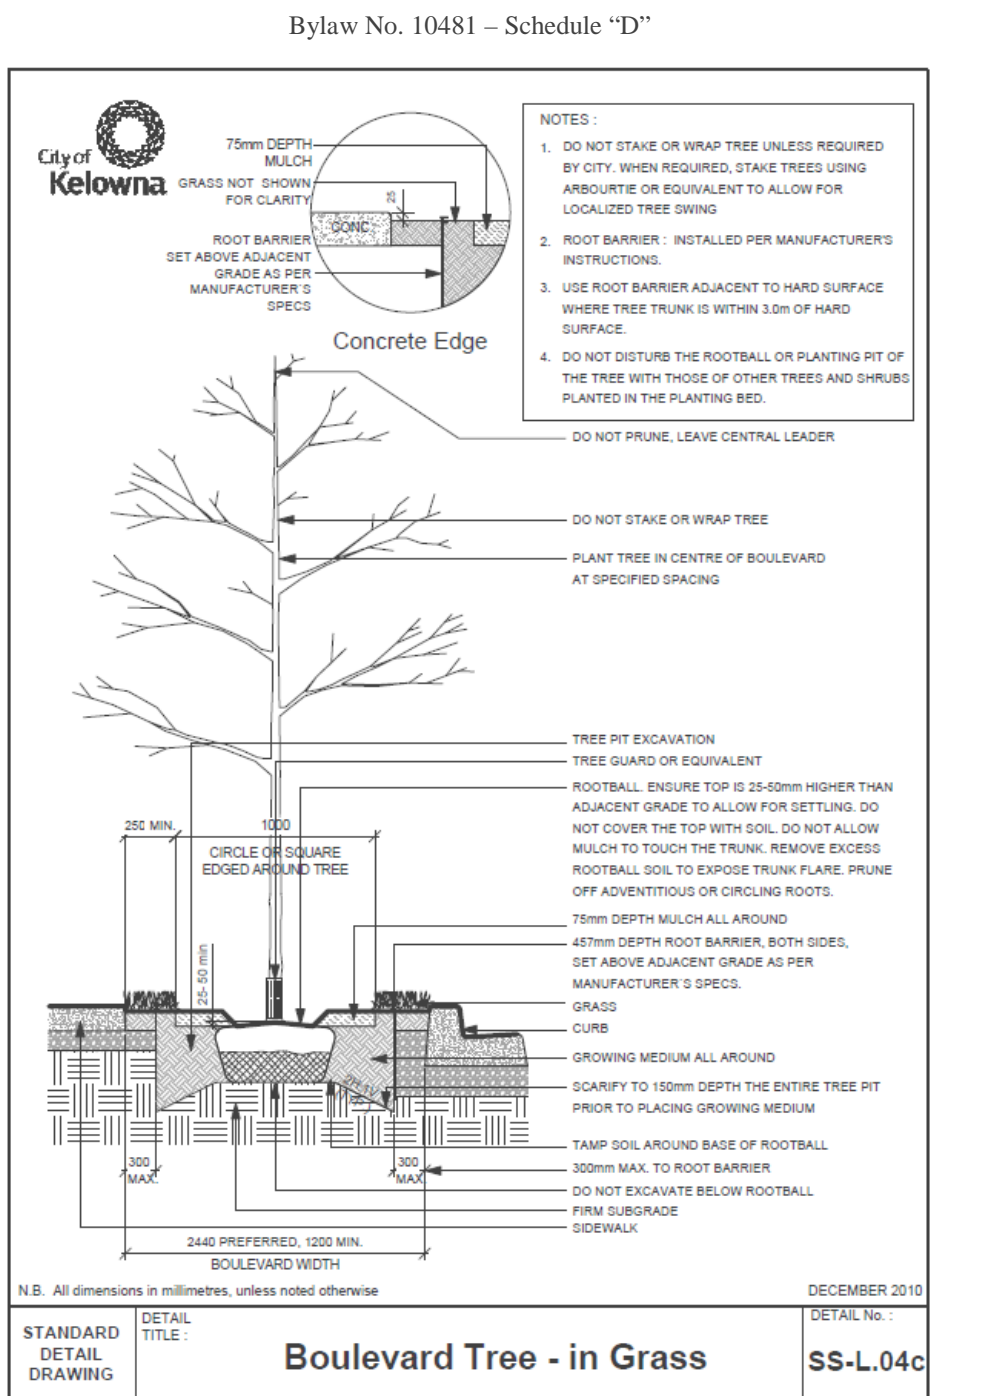 Bylaw No. 10481 – Schedule “D”
City of
Kelowna
75mm DEPTH
MULCH
GRASS NOT SHOWN
FOR CLARITY
ROOT BARRIER
SET ABOVE ADJACENT
GRADE AS PER
MANUFACTURER'S
SPECS
25
CONC
Concrete Edge
NOTES :
1. DO NOT STAKE OR WRAP TREE UNLESS REQUIRED
BY CITY. WHEN REQUIRED, STAKE TREES USING
ARBOURTIE OR EQUIVALENT TO ALLOW FOR
LOCALIZED TREE SWING
2. ROOT BARRIER : INSTALLED PER MANUFACTURER'S
INSTRUCTIONS.
3. USE ROOT BARRIER ADJACENT TO HARD SURFACE
WHERE TREE TRUNK IS WITHIN 3.0m OF HARD
SURFACE.
4. DO NOT DISTURB THE ROOTBALL OR PLANTING PIT OF
THE TREE WITH THOSE OF OTHER TREES AND SHRUBS
PLANTED IN THE PLANTING BED.
DO NOT PRUNE, LEAVE CENTRAL LEADER
DO NOT STAKE OR WRAP TREE
PLANT TREE IN CENTRE OF BOULEVARD
AT SPECIFIED SPACING
TREE PIT EXCAVATION
TREE GUARD OR EQUIVALENT
ROOTBALL. ENSURE TOP IS 25-50mm HIGHER THAN
ADJACENT GRADE TO ALLOW FOR SETTLING. DO
NOT COVER THE TOP WITH SOIL. DO NOT ALLOW
MULCH TO TOUCH THE TRUNK. REMOVE EXCESS
ROOTBALL SOIL TO EXPOSE TRUNK FLARE. PRUNE
OFF ADVENTITIOUS OR CIRCLING ROOTS.
250 MIN.
1000
CIRCLE OR SQUARE
EDGED AROUND TREE
25- 50 min
75mm DEPTH MULCH ALL AROUND
457mm DEPTH ROOT BARRIER, BOTH SIDES,
SET ABOVE ADJACENT GRADE AS PER
MANUFACTURER'S SPECS.
GRASS
CURB
GROWING MEDIUM ALL AROUND
2H:1V
SCARIFY TO 150mm DEPTH THE ENTIRE TREE PIT
PRIOR TO PLACING GROWING MEDIUM
TAMP SOIL AROUND BASE OF ROOTBALL
300
MAX.
300
MAX.
300mm MAX. TO ROOT BARRIER
DO NOT EXCAVATE BELOW ROOTBALL
FIRM SUBGRADE
SIDEWALK
2440 PREFERRED, 1200 MIN.
BOULEVARD WIDTH
N.B. All dimensions in millimetres, unless noted otherwise
DECEMBER 2010
STANDARD
DETAIL
DRAWING
DETAIL
TITLE :
Boulevard Tree - in Grass
DETAIL No. :
SS-L.04c